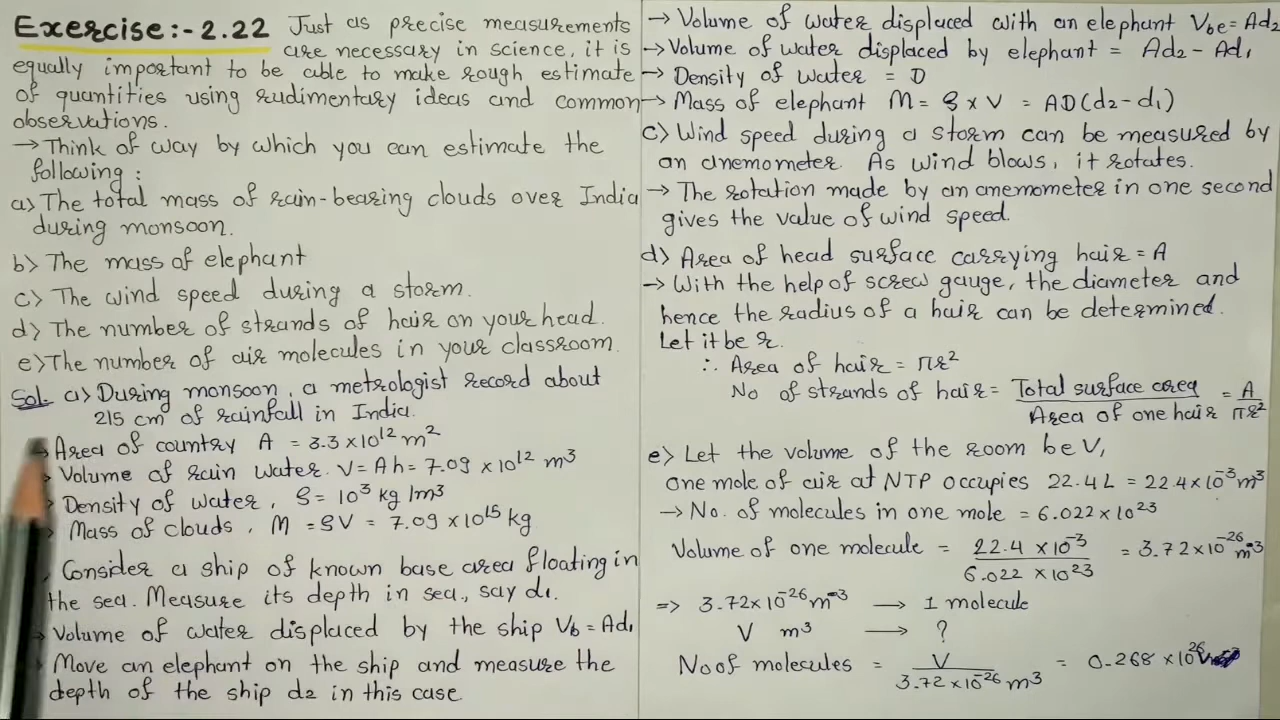 Exercise:- 2.22 Just as precise measurements
are necessary in science, it is
equally important to be able to make rough estimate
of quantities using rudimentary ideas and common
observations.
→ Think of way by which you can estimate the
following:
a) The total mass of rain-bearing clouds over India
during monsoon.
b) The mass of elephant
c) The wind speed during a storm.
d) The number of strands of hair on your head.
e) The number of air molecules in your classroom.
Sol. a) During monsoon, a metrologist record about
215 cm of rainfall in India.
Area of country A = 3.3 × 10¹² m²
Volume of rain water. V = Ah = 7.09 × 10¹² m³
Density of water, ρ = 10³ kg/m³
Mass of clouds, M = ρV = 7.09 × 10¹⁵ kg
Consider a ship of known base area floating in
the sea. Measure its depth in sea, say d₁.
Volume of water displaced by the ship Vb = Ad₁
Move an elephant on the ship and measure the
depth of the ship d₂ in this case
→ Volume of water displaced with an elephant Vbe = Ad₂
→ Volume of water displaced by elephant = Ad₂ - Ad₁
→ Density of water = D
→ Mass of elephant M = ρ × V = AD(d₂-d₁)
c) Wind speed during a storm can be measured by
an anemometer. As wind blows, it rotates.
→ The rotation made by an anemometer in one second
gives the value of wind speed.
d) Area of head surface carrying hair = A
→ With the help of screw gauge, the diameter and
hence the radius of a hair can be determined.
Let it be r.
∴ Area of hair = πr²
No of strands of hair = Total surface area / Area of one hair = A / πr²
e) Let the volume of the room be V,
One mole of air at NTP occupies 22.4 L = 22.4 × 10⁻³ m³
→ No. of molecules in one mole = 6.022 × 10²³
Volume of one molecule = 22.4 × 10⁻³ / 6.022 × 10²³ = 3.72 × 10⁻²⁶ m⁻³
=> 3.72 × 10⁻²⁶ m⁻³ → 1 molecule
V m³ → ?
No of molecules = V / 3.72 × 10⁻²⁶ m³ = 0.268 × 10²⁶ V